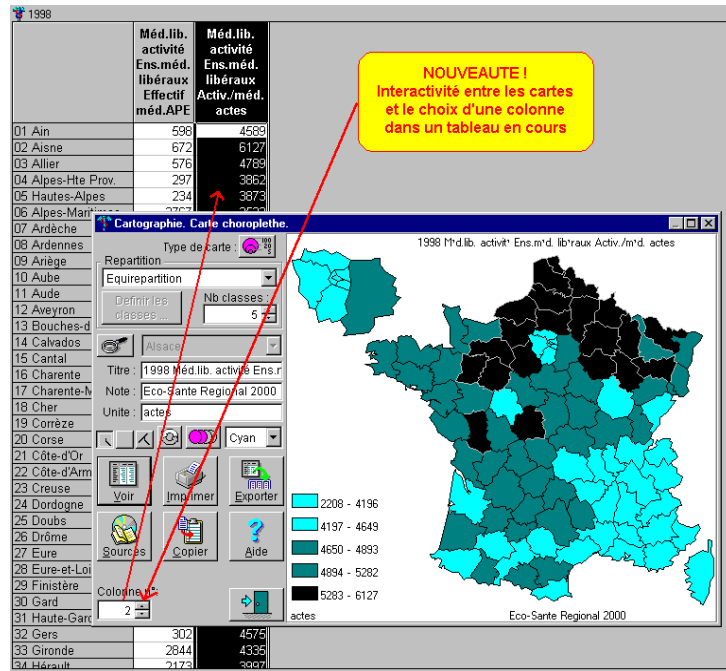 1998
Méd.lib. activité Ens.méd. libéraux Effectif méd.APE
Méd.lib. activité Ens.méd. libéraux Activ./méd. actes
NOUVEAUTE !
Interactivité entre les cartes
et le choix d'une colonne
dans un tableau en cours
01 Ain 598 4589
02 Aisne 672 6127
03 Allier 576 4789
04 Alpes-Hte Prov. 297 3862
05 Hautes-Alpes 234 3873
06 Alpes-Maritimes
07 Ardèche
08 Ardennes
09 Ariège
10 Aube
11 Aude
12 Aveyron
13 Bouches-d
14 Calvados
15 Cantal
16 Charente
17 Charente-M
18 Cher
19 Corrèze
20 Corse
21 Côte-d'Or
22 Côte-d'Arm
23 Creuse
24 Dordogne
25 Doubs
26 Drôme
27 Eure
28 Eure-et-Loi
29 Finistère
30 Gard
31 Haute-Garo
32 Gers 302 4575
33 Gironde 2844 4335
34 Hérault 2173 3997
Cartographie. Carte choroplethe.
Type de carte :
Repartition
Equirepartition
Définir les classes ...
Nb classes :
5
Alsace
Titre : 1998 Méd.lib. activité Ens.r
Note : Eco-Sante Regional 2000
Unite : actes
Cyan
Voir
Imprimer
Exporter
Sources
Copier
Aide
Colonne n°:
2
1998 M'd.lib. activit' Ens.m'd. lib'raux Activ./m'd. actes
2208 - 4196
4197 - 4649
4650 - 4893
4894 - 5282
5283 - 6127
actes
Eco-Sante Regional 2000